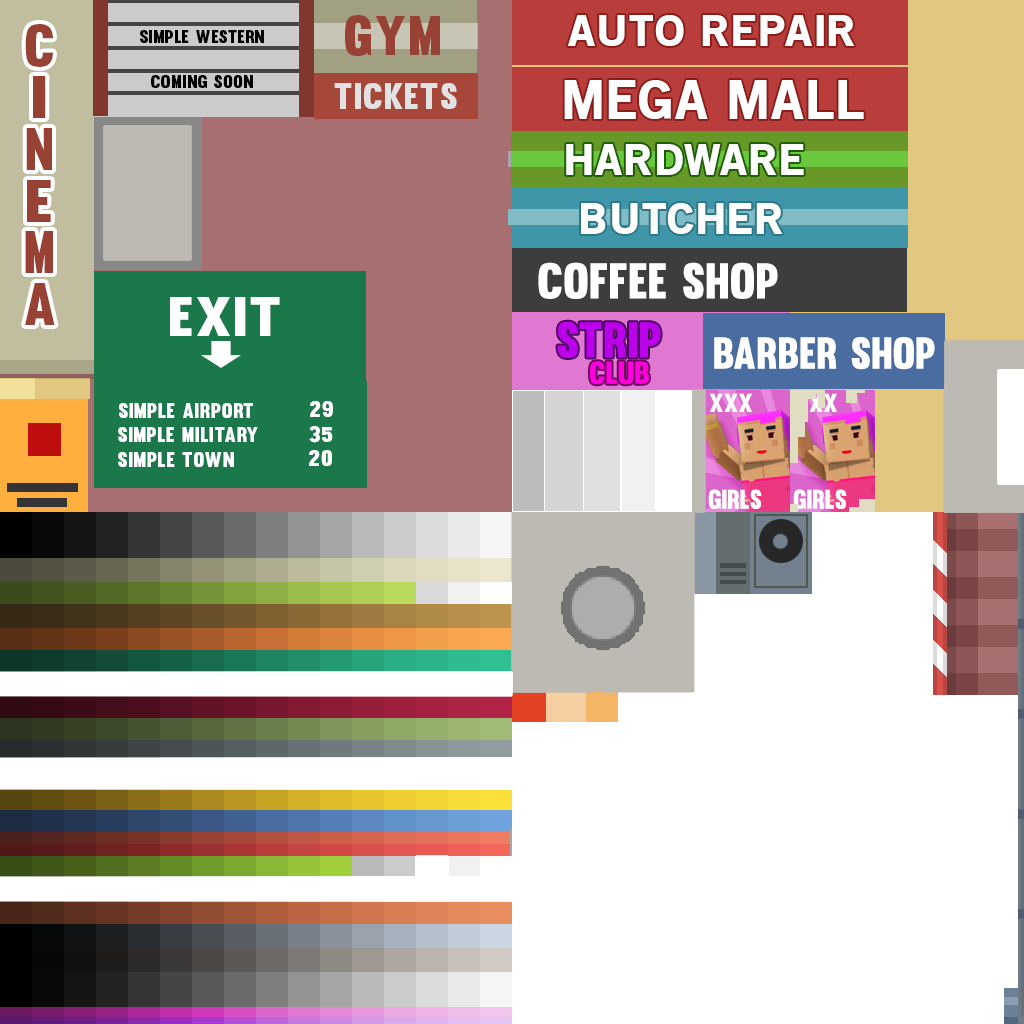 CINEMA
SIMPLE WESTERN
COMING SOON
GYM
TICKETS
EXIT
SIMPLE AIRPORT 29
SIMPLE MILITARY 35
SIMPLE TOWN 20
AUTO REPAIR
MEGA MALL
HARDWARE
BUTCHER
COFFEE SHOP
STRIP
CLUB
BARBER SHOP
XXX
GIRLS
XX
GIRLS